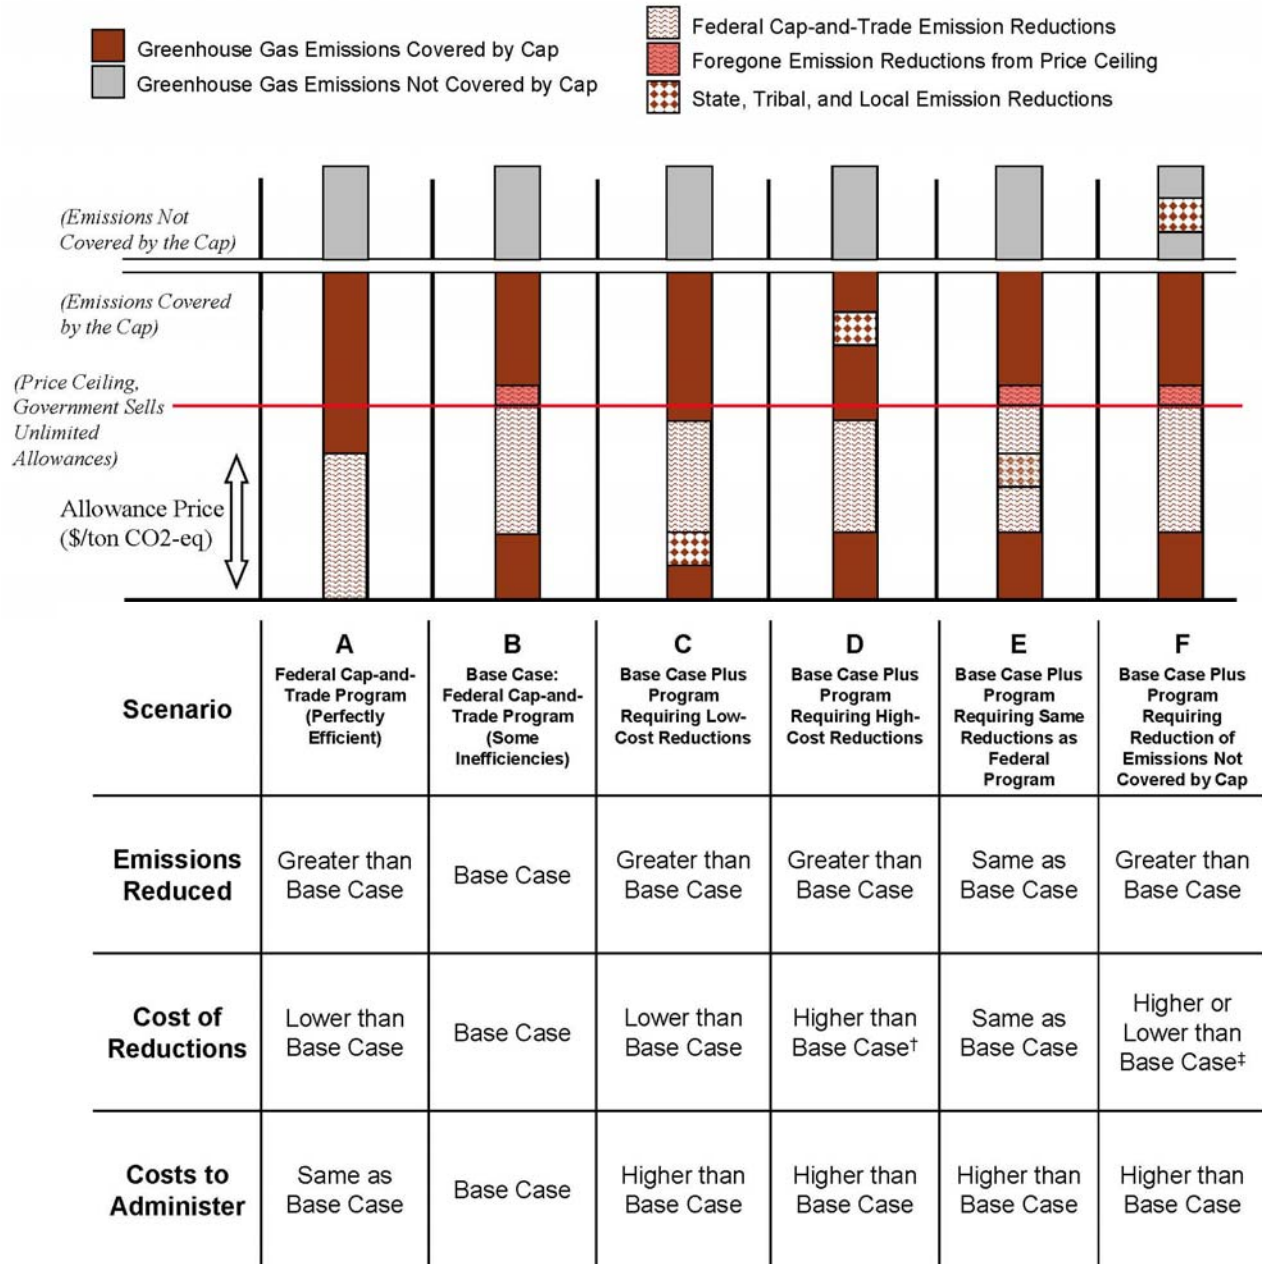 Greenhouse Gas Emissions Covered by Cap
Greenhouse Gas Emissions Not Covered by Cap
Federal Cap-and-Trade Emission Reductions
Foregone Emission Reductions from Price Ceiling
State, Tribal, and Local Emission Reductions
(Emissions Not
Covered by the Cap)
(Emissions Covered
by the Cap)
(Price Ceiling,
Government Sells
Unlimited
Allowances)
Allowance Price
($/ton CO2-eq)
Scenario
A
Federal Cap-and-
Trade Program
(Perfectly
Efficient)
B
Base Case:
Federal Cap-and-
Trade Program
(Some
Inefficiencies)
C
Base Case Plus
Program
Requiring Low-
Cost Reductions
D
Base Case Plus
Program
Requiring High-
Cost Reductions
E
Base Case Plus
Program
Requiring Same
Reductions as
Federal
Program
F
Base Case Plus
Program
Requiring
Reduction of
Emissions Not
Covered by Cap
Emissions
Reduced
Greater than
Base Case
Base Case
Greater than
Base Case
Greater than
Base Case
Same as
Base Case
Greater than
Base Case
Cost of
Reductions
Lower than
Base Case
Base Case
Lower than
Base Case
Higher than
Base Case†
Same as
Base Case
Higher or
Lower than
Base Case‡
Costs to
Administer
Same as
Base Case
Base Case
Higher than
Base Case
Higher than
Base Case
Higher than
Base Case
Higher than
Base Case